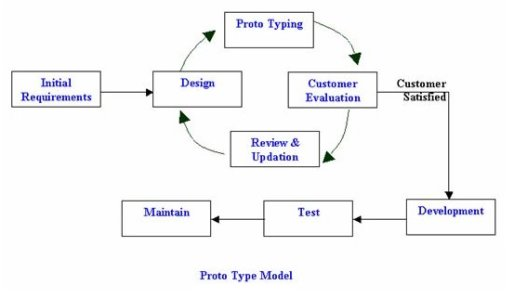 Proto Typing
Initial
Requirements
Design
Customer
Evaluation
Customer
Satisfied
Review &
Updation
Maintain
Test
Development
Proto Type Model